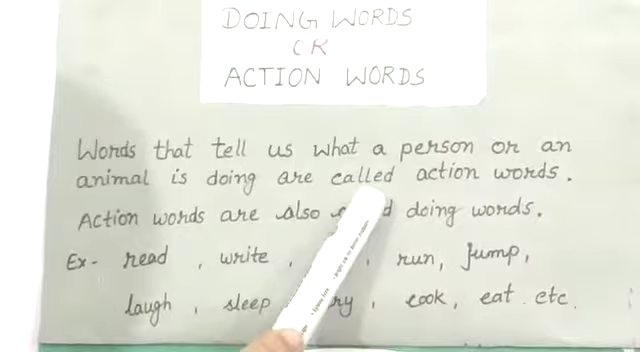 DOING WORDS
OR
ACTION WORDS
Words that tell us what a person or an
animal is doing are called action words.
Action words are also doing words.
Ex- read , write , , run, jump,
laugh , sleep , cook , eat etc.